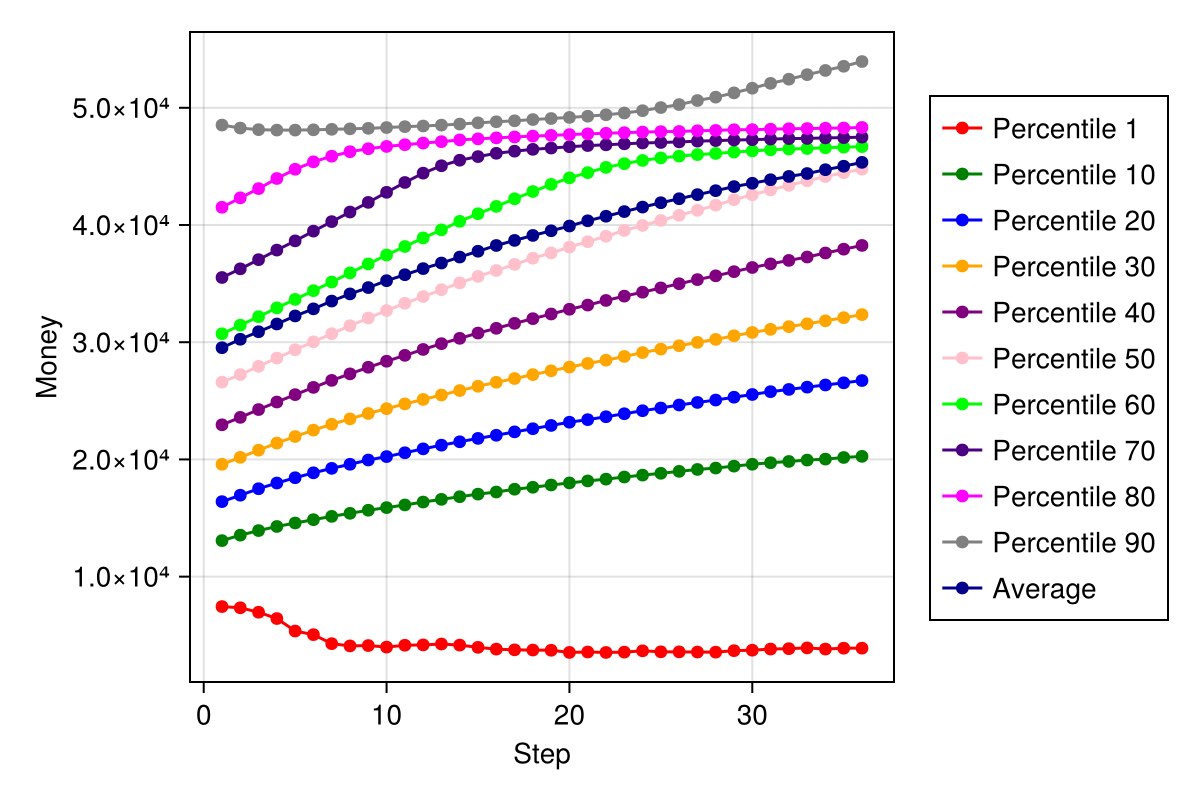 Money
5.0×10⁴
4.0×10⁴
3.0×10⁴
2.0×10⁴
1.0×10⁴
0 10 20 30
Step
Percentile 1
Percentile 10
Percentile 20
Percentile 30
Percentile 40
Percentile 50
Percentile 60
Percentile 70
Percentile 80
Percentile 90
Average